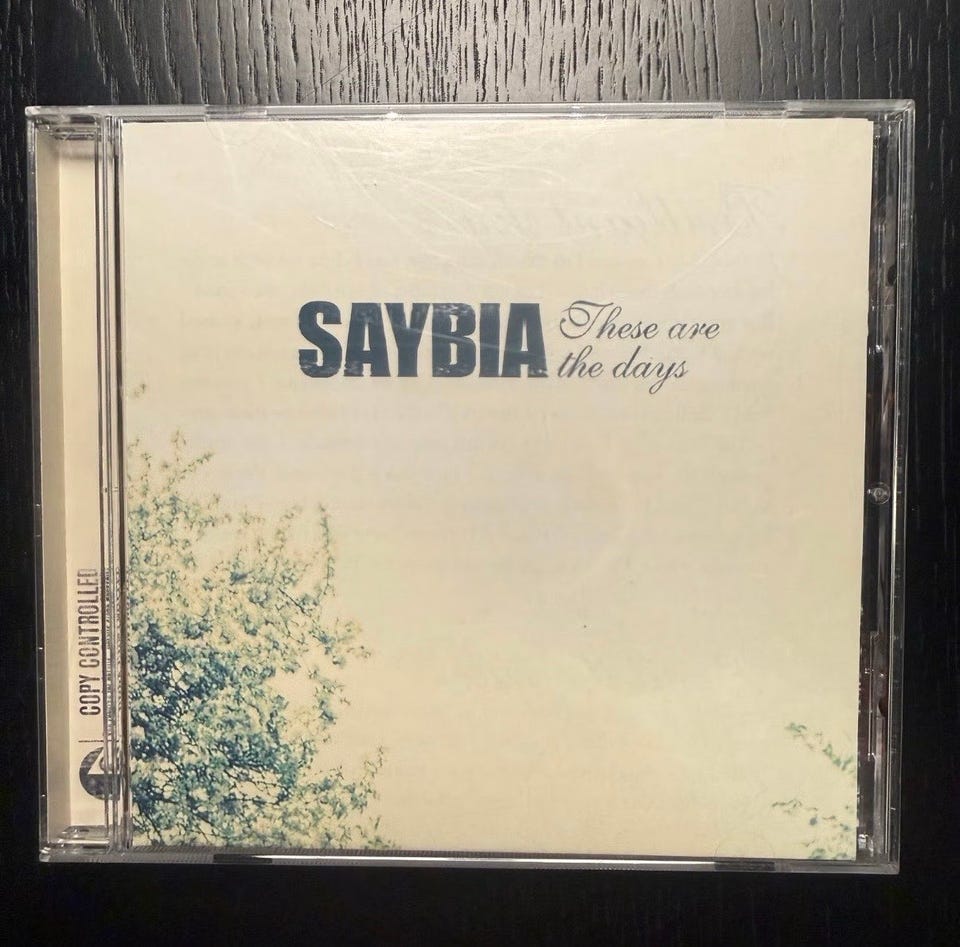 SAYBIA These are
the days
COPY CONTROLLED